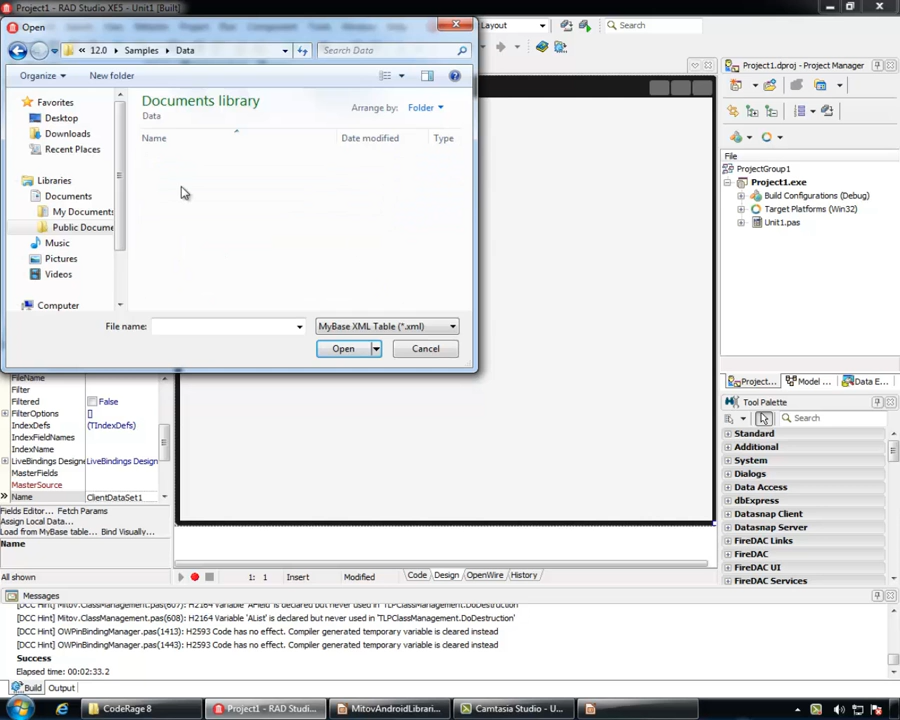 Project1 - RAD Studio XE5 - Unit1 [Built]
Open
Layout
Search
« 12.0 Samples Data
Search Data
Organize
New folder
Project1.dproj - Project Manager
Favorites
Desktop
Downloads
Recent Places
Libraries
Documents
My Documents
Public Docume
Music
Pictures
Videos
Computer
Documents library
Data
Arrange by: Folder
Name
Date modified
Type
File name:
MyBase XML Table (*.xml)
Open
Cancel
File
ProjectGroup1
Project1.exe
Build Configurations (Debug)
Target Platforms (Win32)
Unit1.pas
FileName
Filter
Filtered False
FilterOptions []
IndexDefs (TIndexDefs)
IndexFieldNames
IndexName
LiveBindings Designe LiveBindings Design
MasterFields
MasterSource
Name ClientDataSet1
Fields Editor... Fetch Params
Assign Local Data...
Load from MyBase table... Bind Visually...
Name
All shown
1: 1
Insert
Modified
Code
Design
OpenWire
History
Project...
Model ...
Data E...
Tool Palette
Search
Standard
Additional
System
Dialogs
Data Access
dbExpress
Datasnap Client
Datasnap Server
FireDAC Links
FireDAC
FireDAC UI
FireDAC Services
Messages
[DCC Hint] Mitov.ClassManagement.pas(607): H2164 Variable 'AField' is declared but never used in 'TLPClassManagement.DoDestruction'
[DCC Hint] Mitov.ClassManagement.pas(608): H2164 Variable 'AList' is declared but never used in 'TLPClassManagement.DoDestruction'
[DCC Hint] OWPinBindingManager.pas(1413): H2593 Code has no effect. Compiler generated temporary variable is cleared instead
[DCC Hint] OWPinBindingManager.pas(1443): H2593 Code has no effect. Compiler generated temporary variable is cleared instead
Success
Elapsed time: 00:02:33.2
Build
Output
CodeRage 8
Project1 - RAD Studi...
MitovAndroidLibrari...
Camtasia Studio - U...